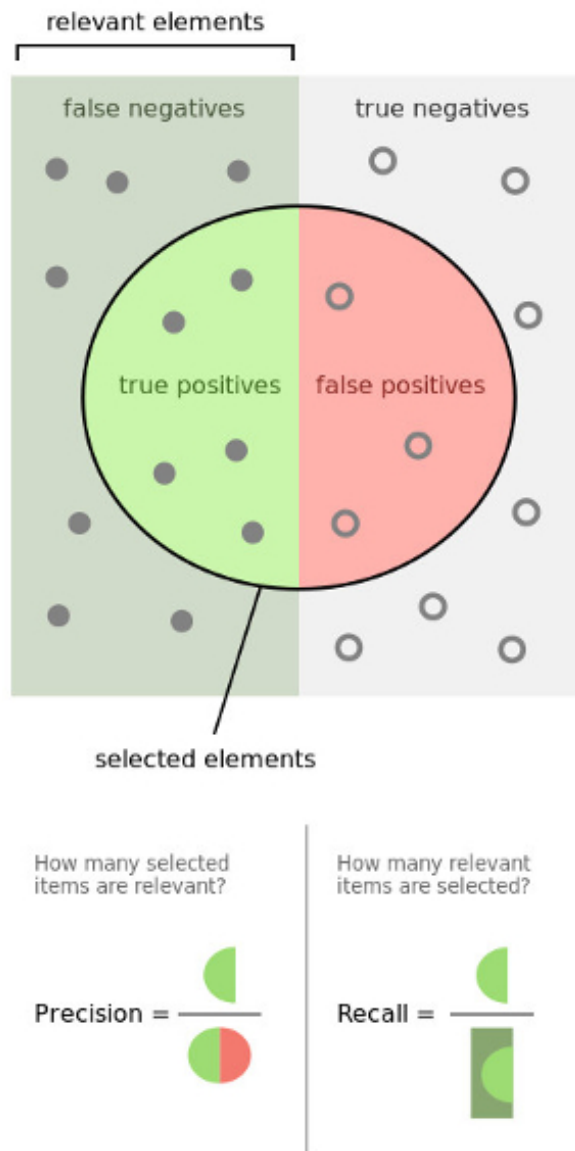 relevant elements
false negatives
true negatives
true positives
false positives
selected elements
How many selected
items are relevant?
How many relevant
items are selected?
Precision =
Recall =